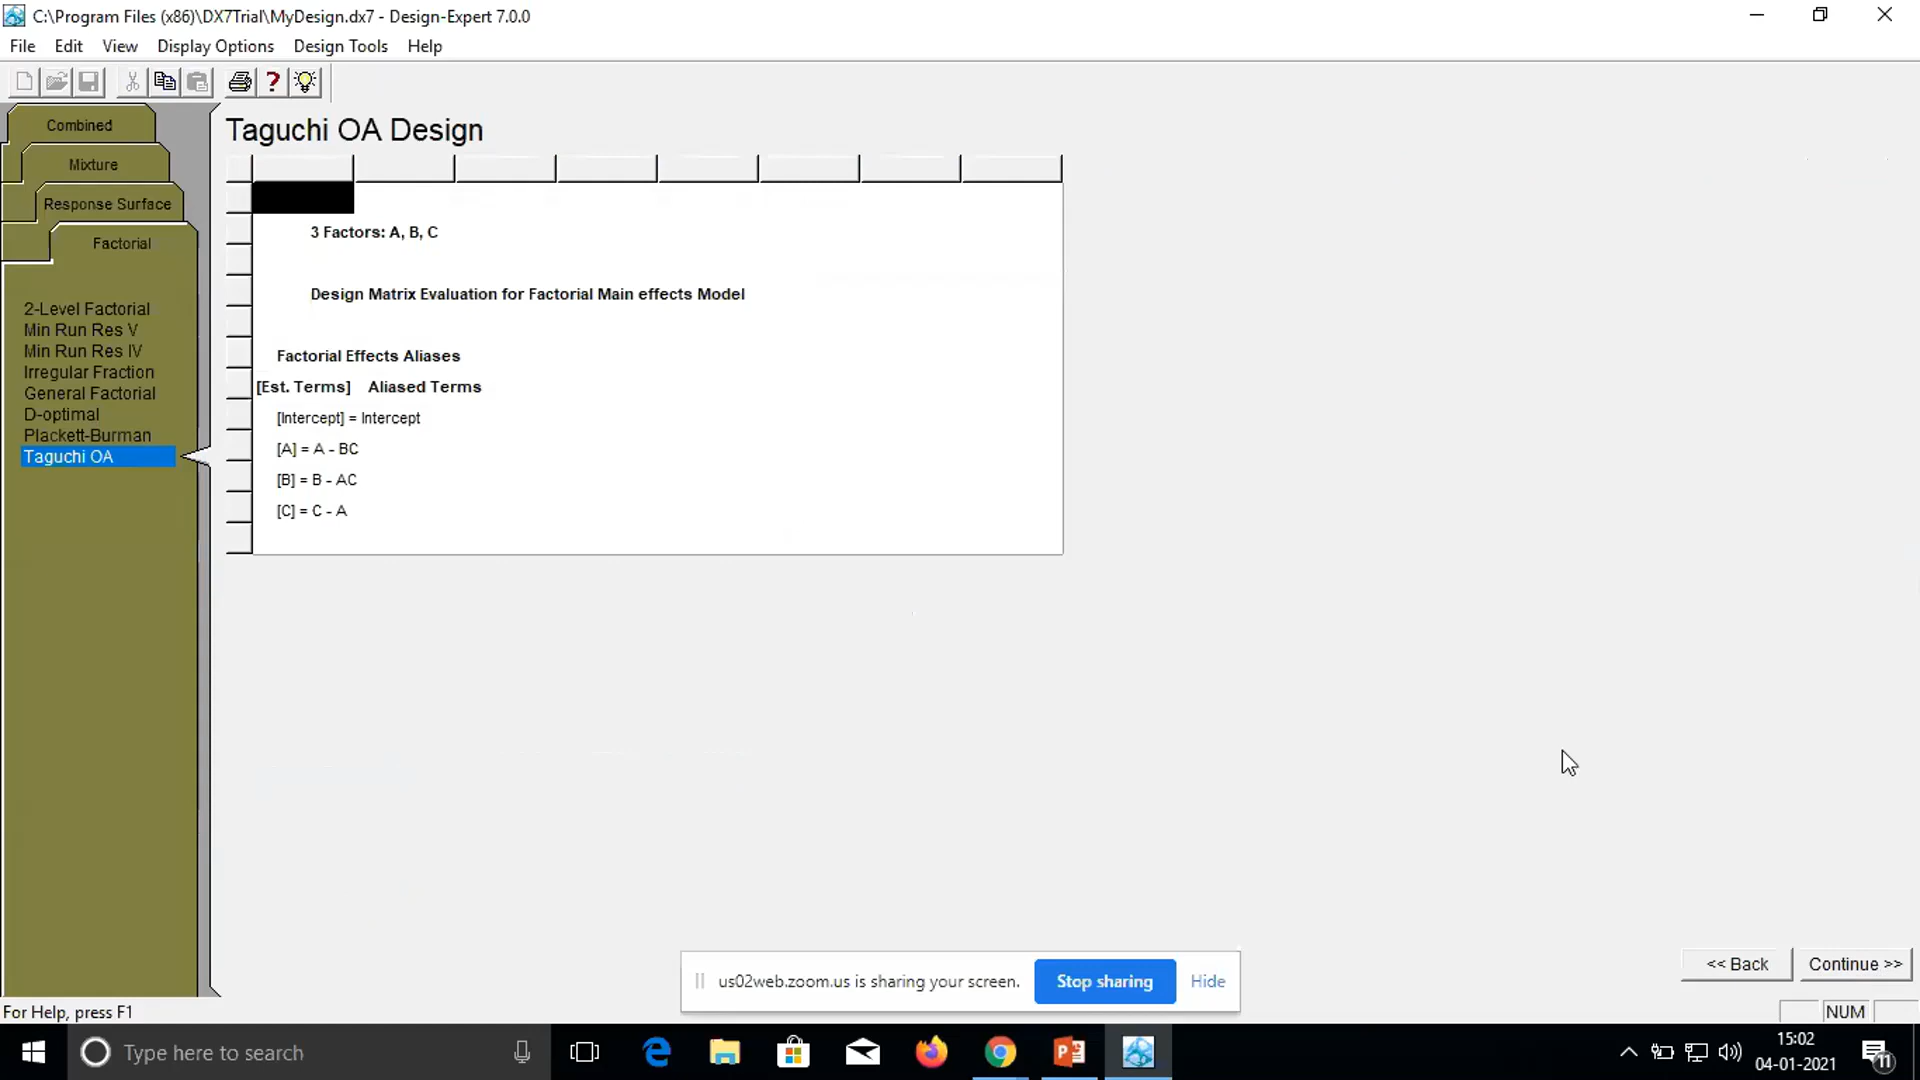 C:\Program Files (x86)\DX7Trial\MyDesign.dx7 - Design-Expert 7.0.0
File Edit View Display Options Design Tools Help
Combined
Mixture
Response Surface
Factorial
2-Level Factorial
Min Run Res V
Min Run Res IV
Irregular Fraction
General Factorial
D-optimal
Plackett-Burman
Taguchi OA
Taguchi OA Design
3 Factors: A, B, C
Design Matrix Evaluation for Factorial Main effects Model
Factorial Effects Aliases
[Est. Terms] Aliased Terms
[Intercept] = Intercept
[A] = A - BC
[B] = B - AC
[C] = C - A
us02web.zoom.us is sharing your screen. Stop sharing Hide
<< Back Continue >>
For Help, press F1
NUM
Type here to search
15:02
04-01-2021
11